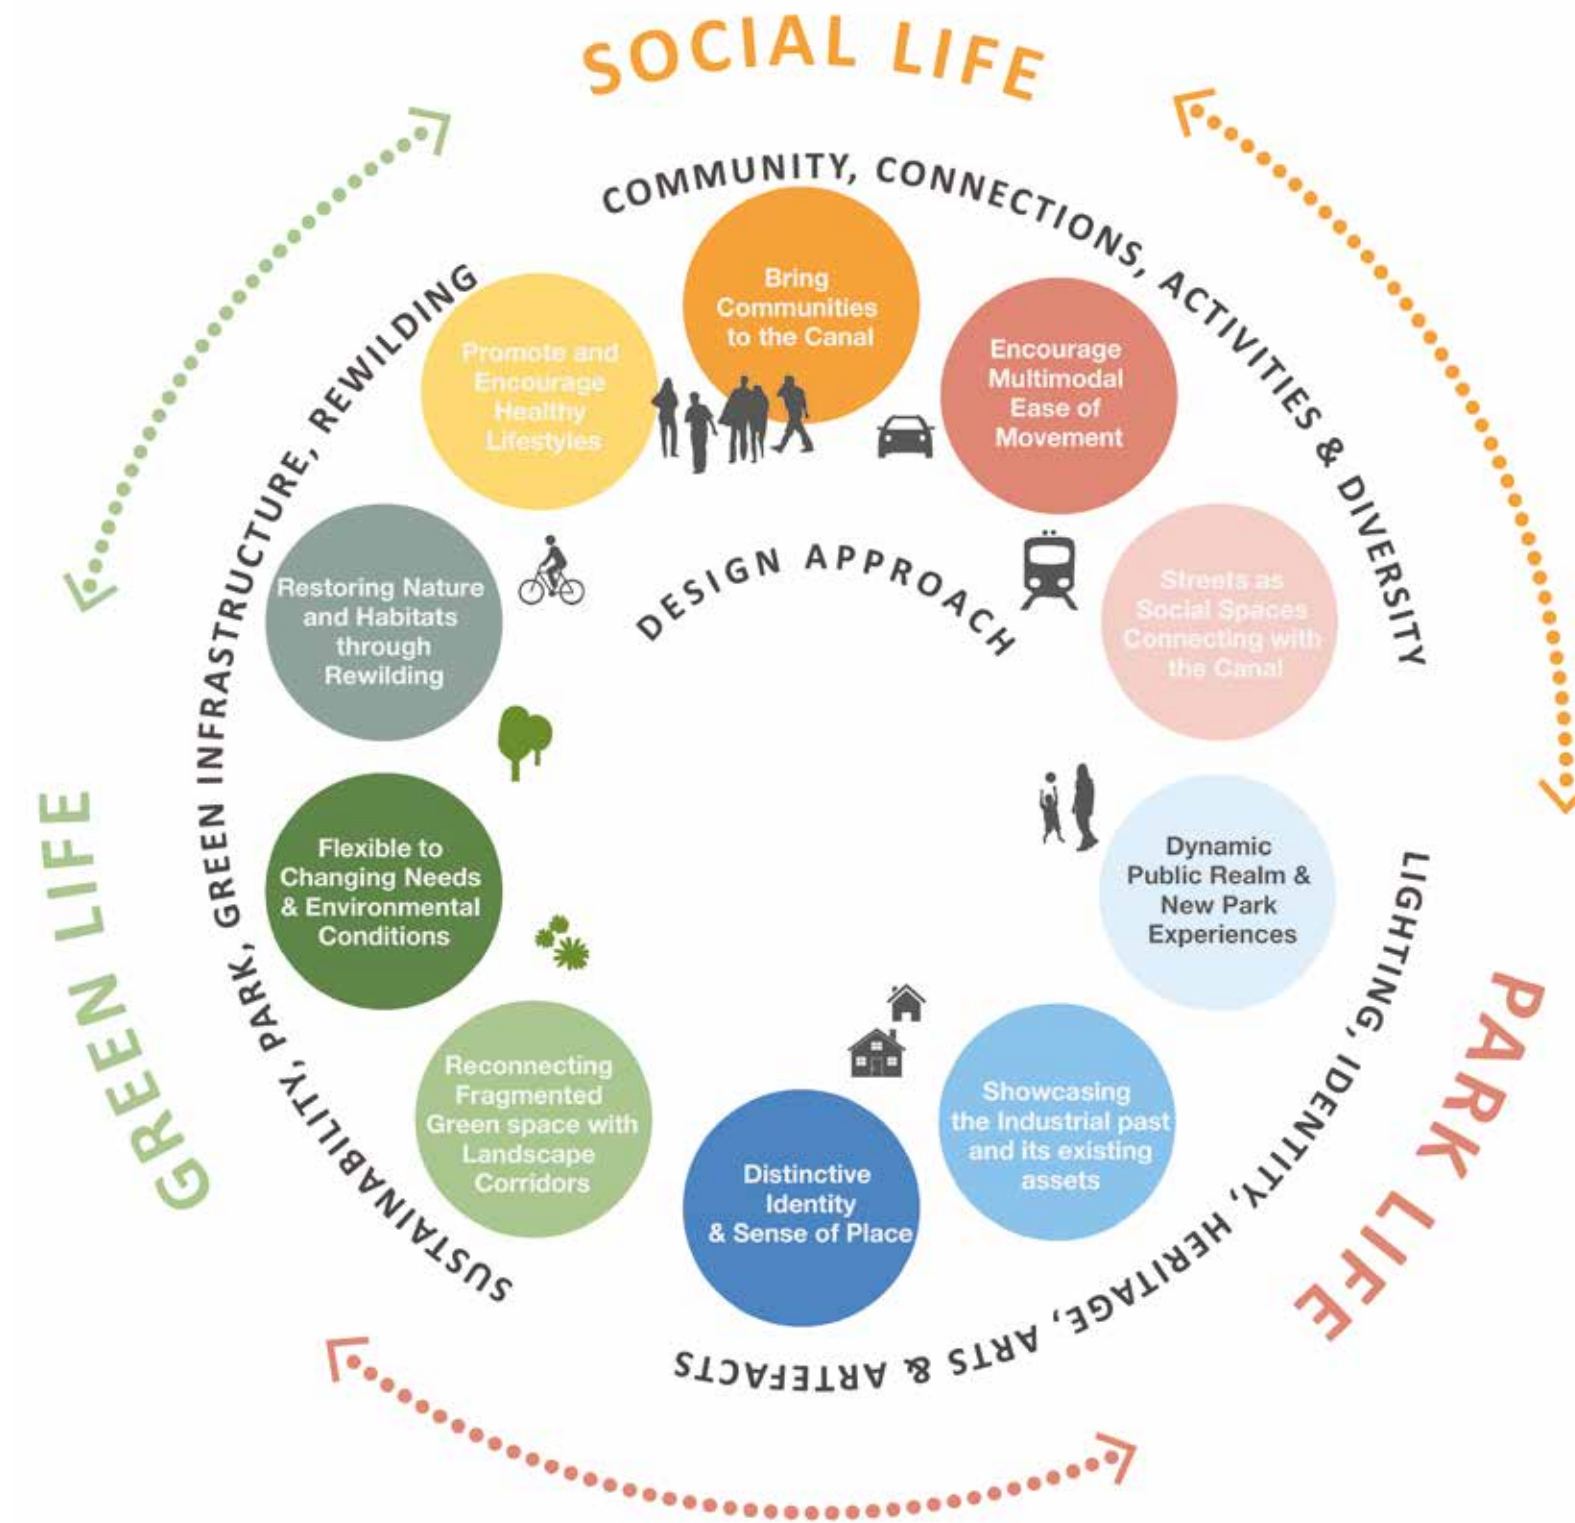 SOCIAL LIFE
COMMUNITY, CONNECTIONS, ACTIVITIES & DIVERSITY
Bring
Communities
to the Canal
Encourage
Multimodal
Ease of
Movement
Streets as
Social Spaces
Connecting with
the Canal
Dynamic
Public Realm &
New Park
Experiences
Showcasing
the Industrial past
and its existing
assets
Distinctive
Identity
& Sense of Place
Reconnecting
Fragmented
Green space with
Landscape
Corridors
Flexible to
Changing Needs
& Environmental
Conditions
Restoring Nature
and Habitats
through
Rewilding
Promote and
Encourage
Healthy
Lifestyles
DESIGN APPROACH
LIGHTING, IDENTITY, HERITAGE, ARTS & ARTEFACTS
PARK LIFE
SUSTAINABILITY, PARK, GREEN INFRASTRUCTURE, REWILDING
GREEN LIFE